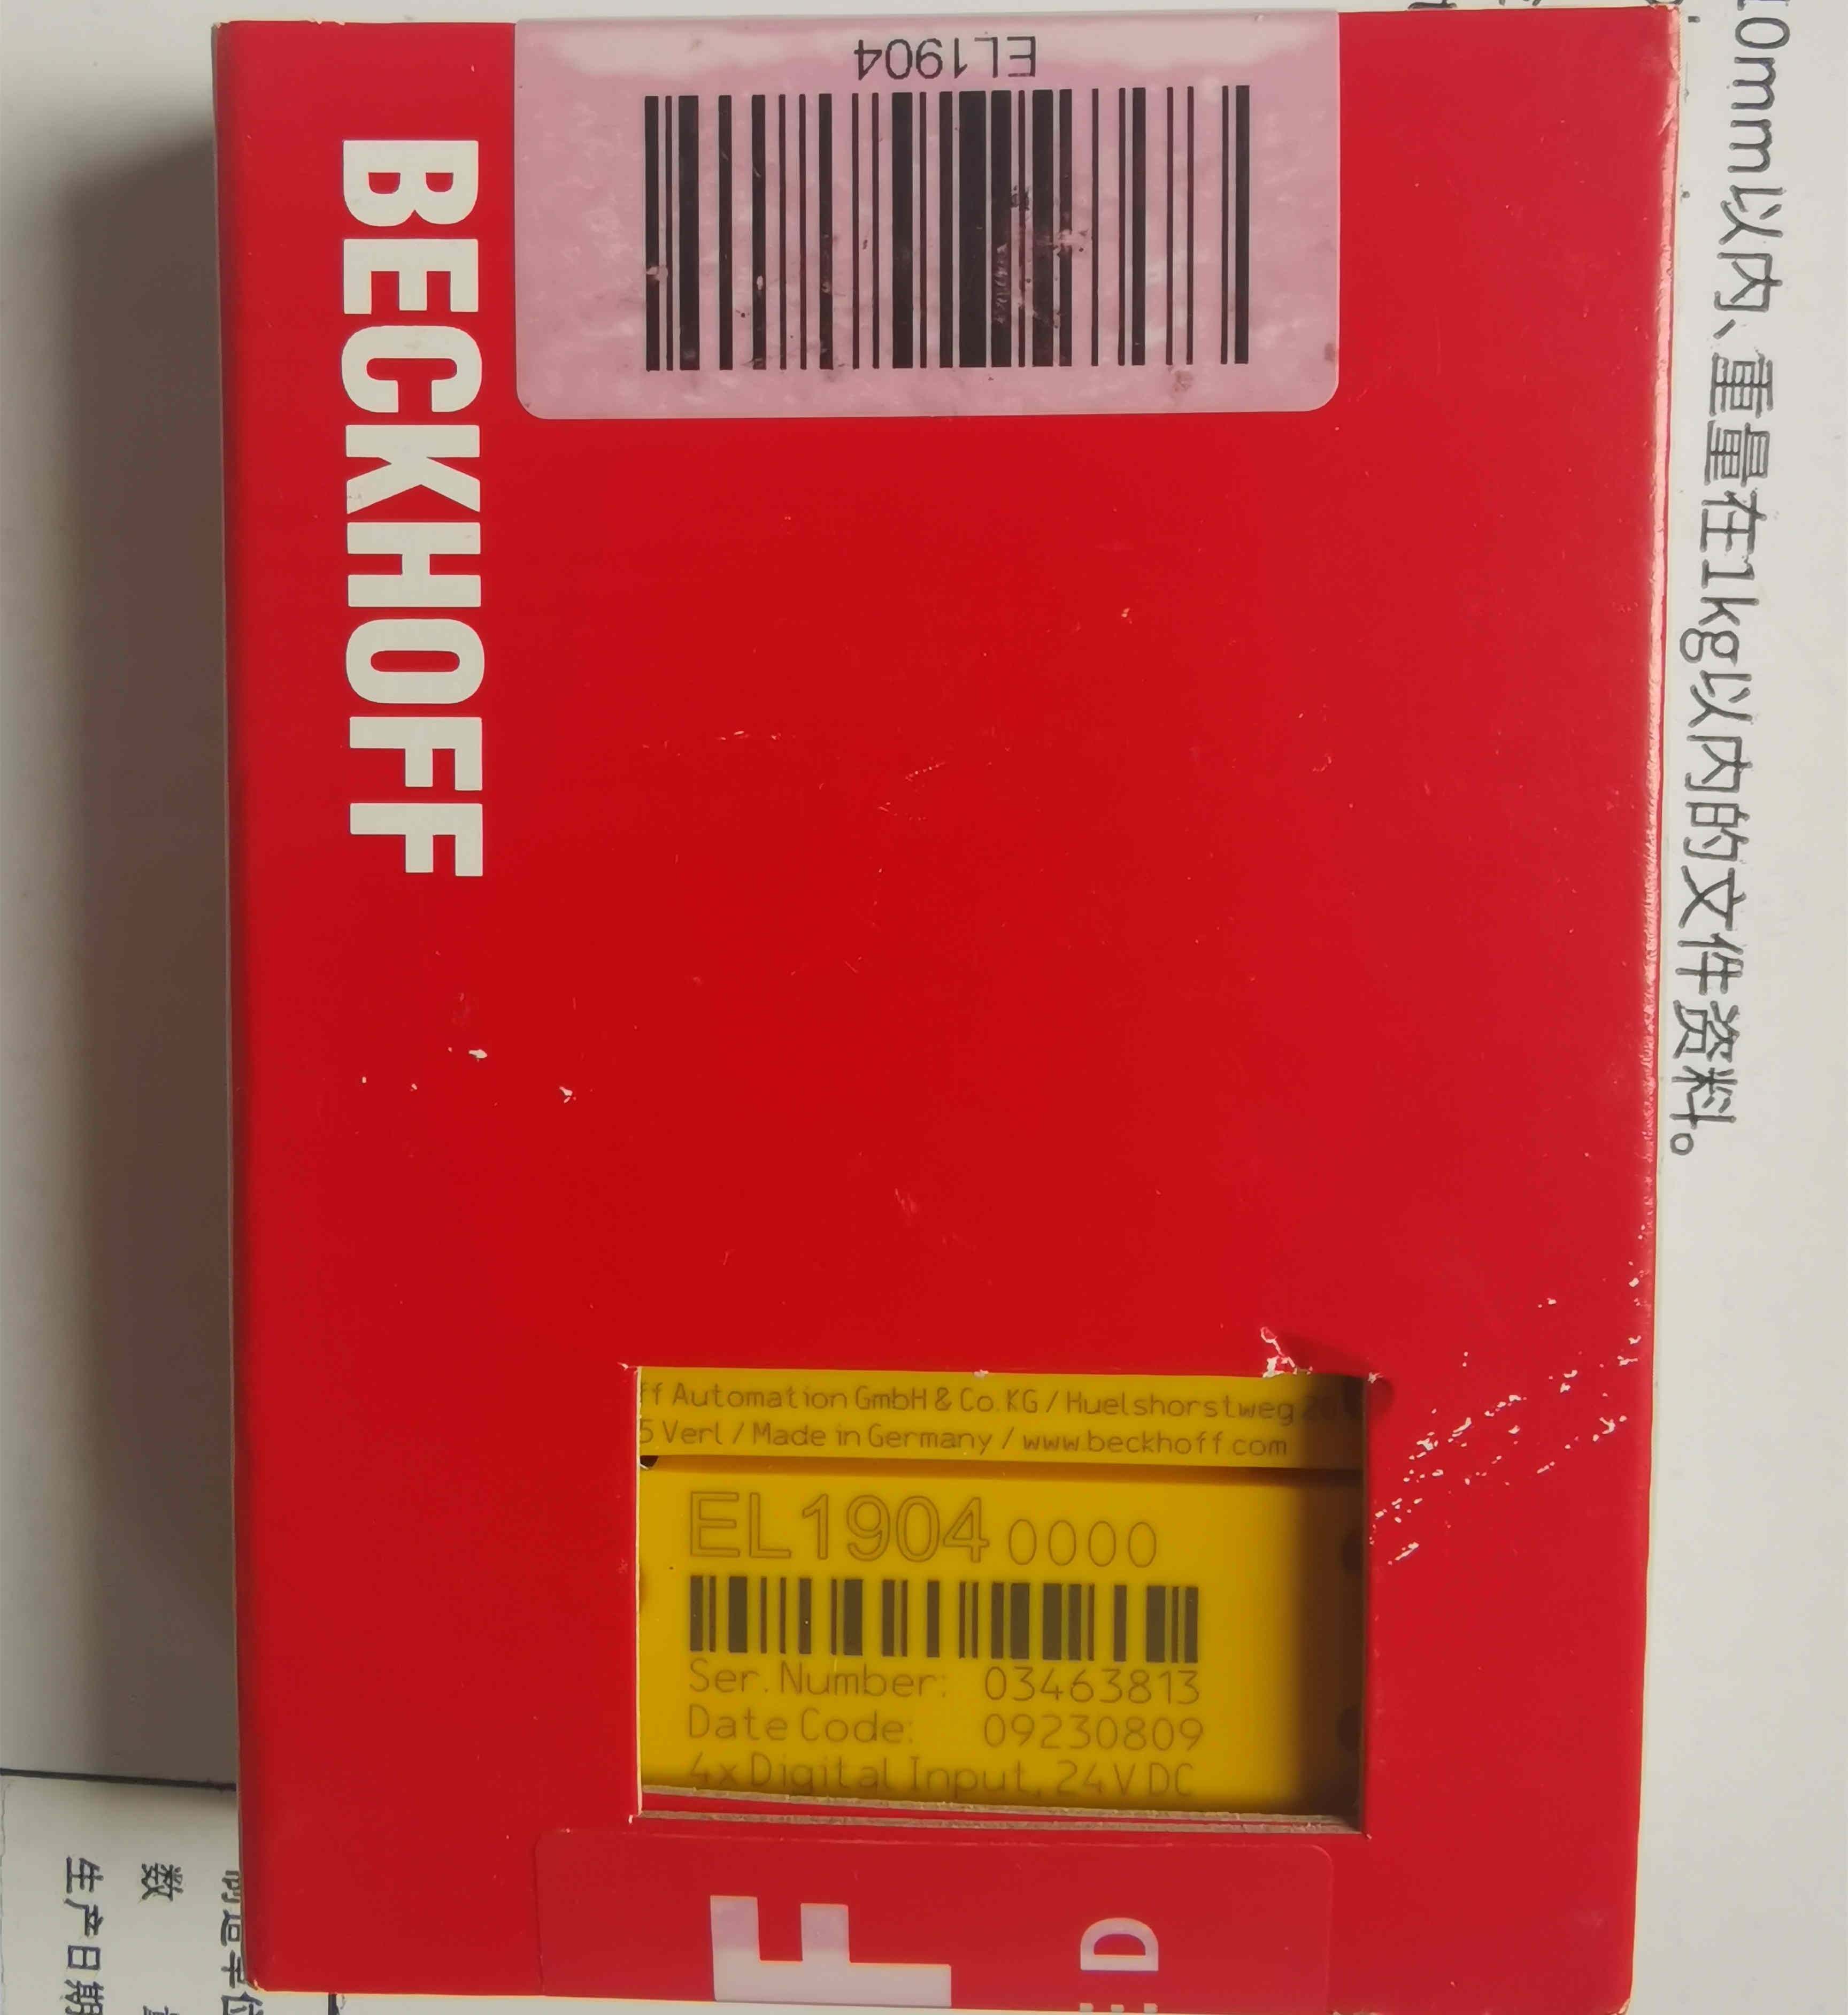 EL1904
BECKHOFF
ff Automation GmbH & Co. KG / Huelshorstweg 20
5 Verl / Made in Germany / www.beckhoff.com
EL1904 0000
Ser. Number: 03463813
Date Code: 09230809
4x Digital Input, 24V DC
F
ED
10mm以内、重量在1kg以内的文件资料。
数
生产日期